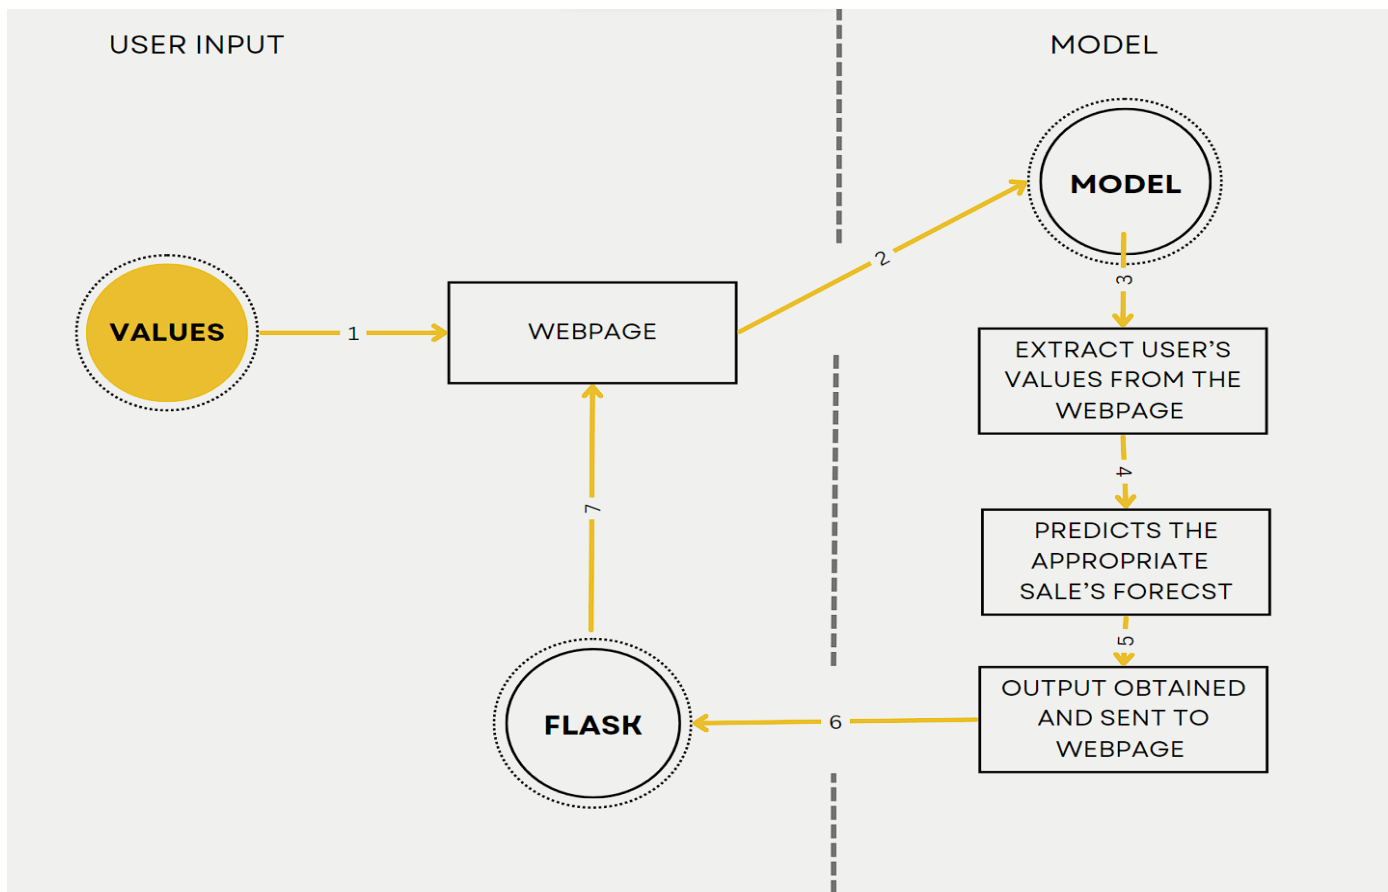 USER INPUT
MODEL
MODEL
2
3
VALUES
1
WEBPAGE
EXTRACT USER'S
VALUES FROM THE
WEBPAGE
4
7
PREDICTS THE
APPROPRIATE
SALE'S FORECST
5
OUTPUT OBTAINED
AND SENT TO
WEBPAGE
6
FLASK